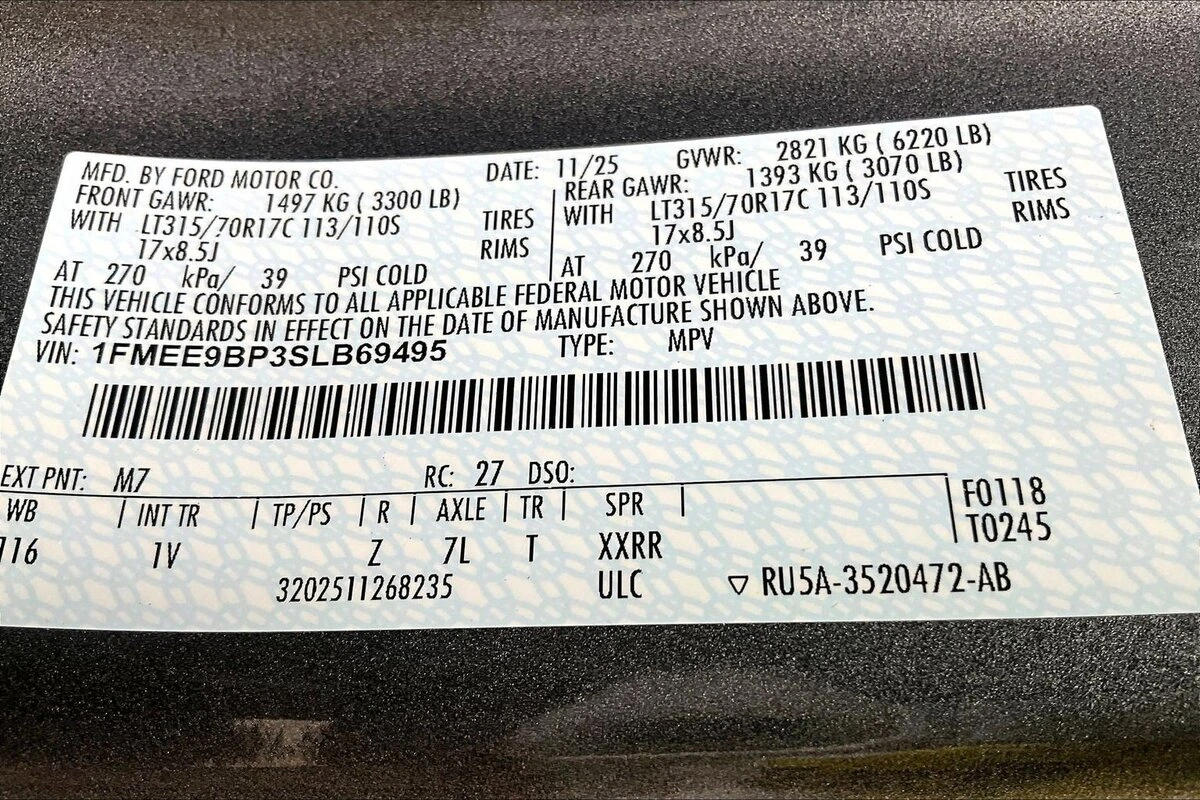 MFD. BY FORD MOTOR CO. DATE: 11/25 GVWR: 2821 KG ( 6220 LB)
FRONT GAWR: 1497 KG ( 3300 LB) REAR GAWR: 1393 KG ( 3070 LB)
WITH LT315/70R17C 113/110S TIRES WITH LT315/70R17C 113/110S TIRES
17x8.5J RIMS 17x8.5J RIMS
AT 270 kPa/ 39 PSI COLD AT 270 kPa/ 39 PSI COLD
THIS VEHICLE CONFORMS TO ALL APPLICABLE FEDERAL MOTOR VEHICLE
SAFETY STANDARDS IN EFFECT ON THE DATE OF MANUFACTURE SHOWN ABOVE.
VIN: 1FMEE9BP3SLB69495 TYPE: MPV
EXT PNT: M7 RC: 27 DSO:
WB | INT TR | TP/PS | R | AXLE | TR | SPR | F0118
T0245
116 1V Z 7L T XXRR
3202511268235 ULC ▽ RU5A-3520472-AB